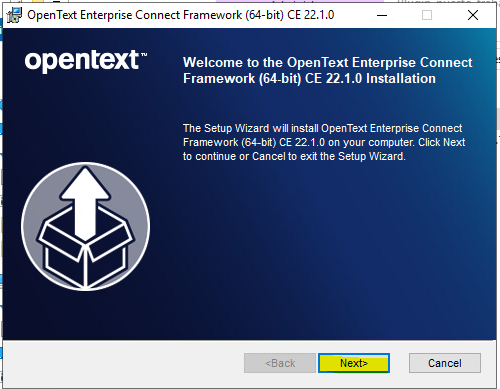 OpenText Enterprise Connect Framework (64-bit) CE 22.1.0
opentext™
Welcome to the OpenText Enterprise Connect
Framework (64-bit) CE 22.1.0 Installation
The Setup Wizard will install OpenText Enterprise Connect
Framework (64-bit) CE 22.1.0 on your computer. Click Next
to continue or Cancel to exit the Setup Wizard.
<Back
Next>
Cancel